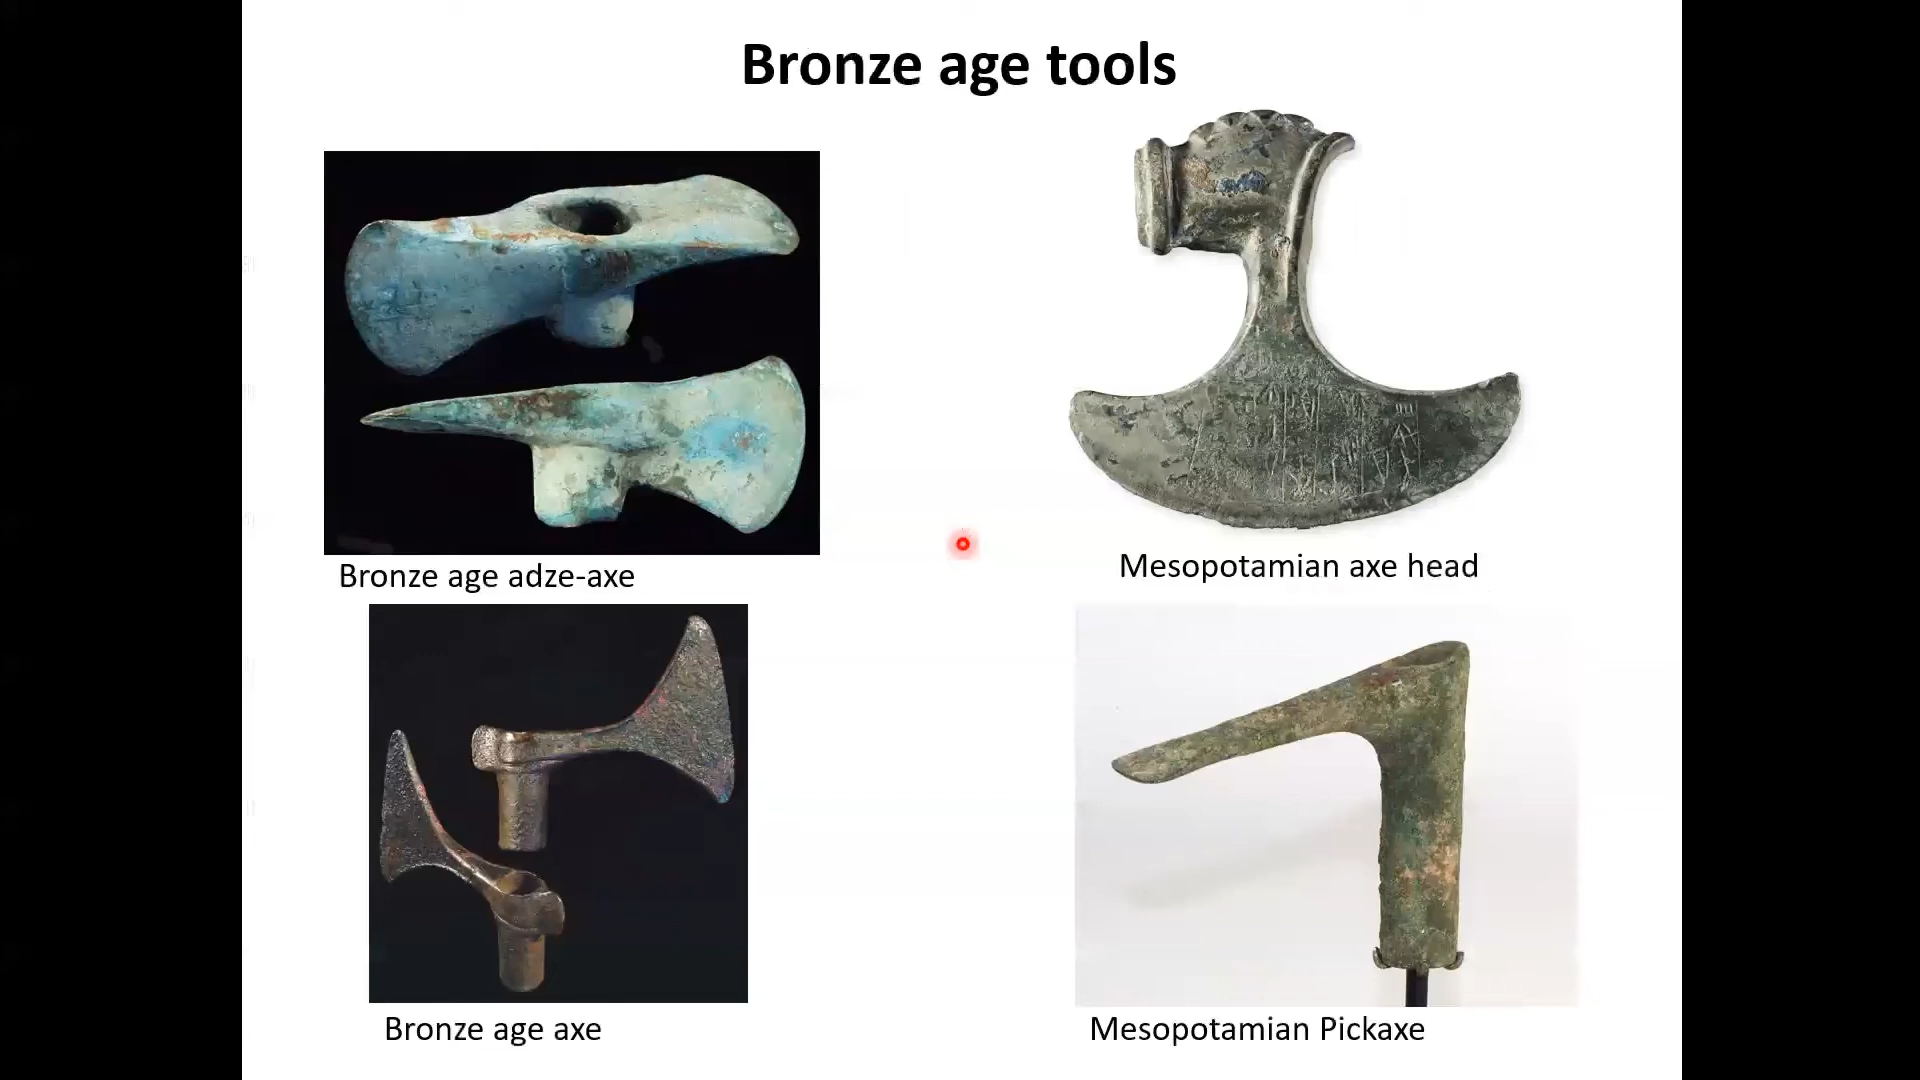 Bronze age tools
Bronze age adze-axe
Mesopotamian axe head
Bronze age axe
Mesopotamian Pickaxe